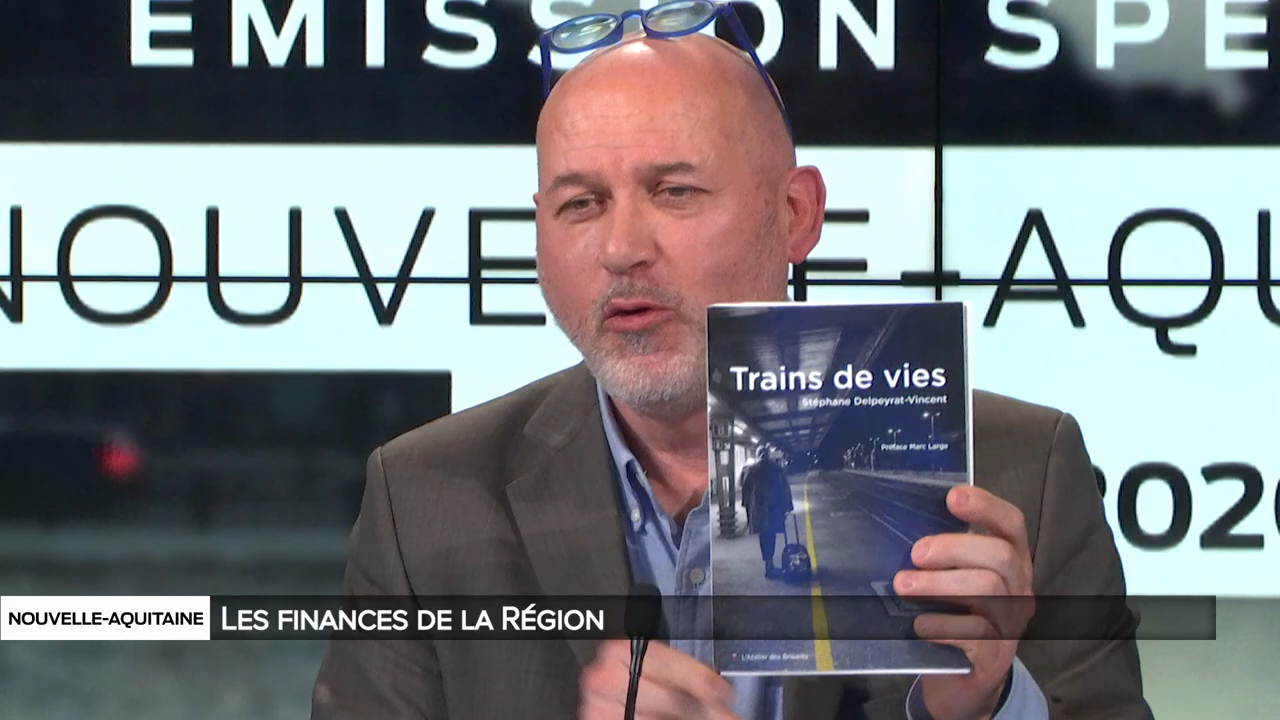 EMISSION SPE
NOUVELLE-AQU
202
Trains de vies
Stéphane Delpeyrat-Vincent
Préface Marc Large
L'Atelier des Brisants
NOUVELLE-AQUITAINE
LES FINANCES DE LA RÉGION